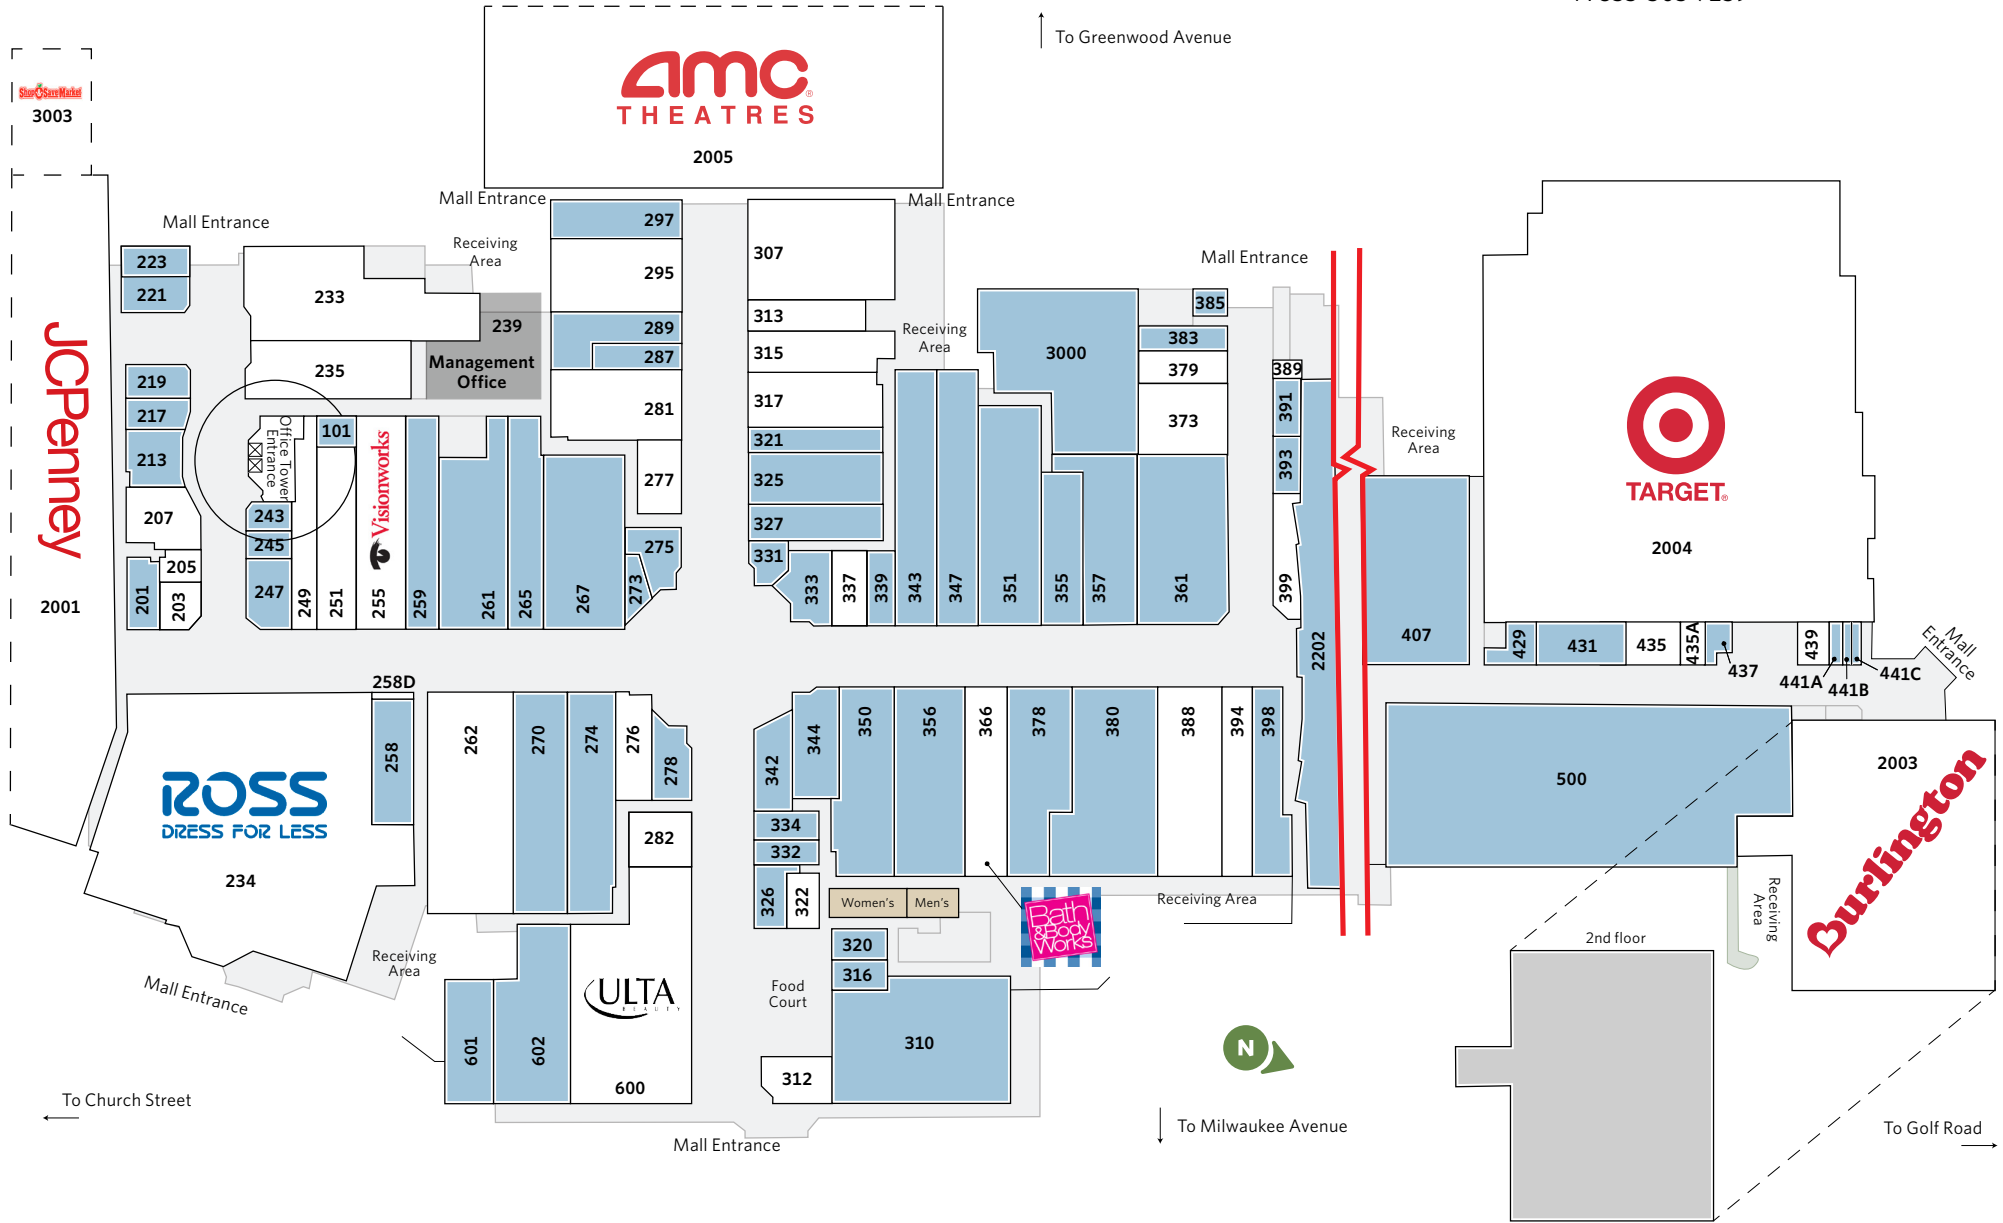 To Greenwood Avenue
Shop & Save Market
3003
amc
THEATRES
2005
Mall Entrance
Mall Entrance
Mall Entrance
Mall Entrance
Receiving
Area
223
221
233
239
Management
Office
235
297
295
289
287
281
277
275
273
307
313
315
317
321
325
327
331
Receiving
Area
3000
385
383
379
373
389
391
393
399
Receiving
Area
TARGET
2004
JCPenney
2001
219
217
213
207
205
201
203
Office Tower
Entrance
101
243
245
247
249
251
Visionworks
255
259
261
265
267
333
337
339
343
347
351
355
357
361
2202
407
429
431
435
435A
437
439
441A
441B
441C
Mall
Entrance
258D
258
ROSS
DRESS FOR LESS
234
262
270
274
276
278
282
342
344
350
356
366
378
380
388
394
398
334
332
326
322
Women's
Men's
Bath
& Body
Works
Receiving Area
500
2003
Burlington
Receiving
Area
2nd floor
Receiving
Area
Mall Entrance
601
602
ULTA
BEAUTY
600
Food
Court
320
316
310
312
N
To Church Street
Mall Entrance
To Milwaukee Avenue
To Golf Road